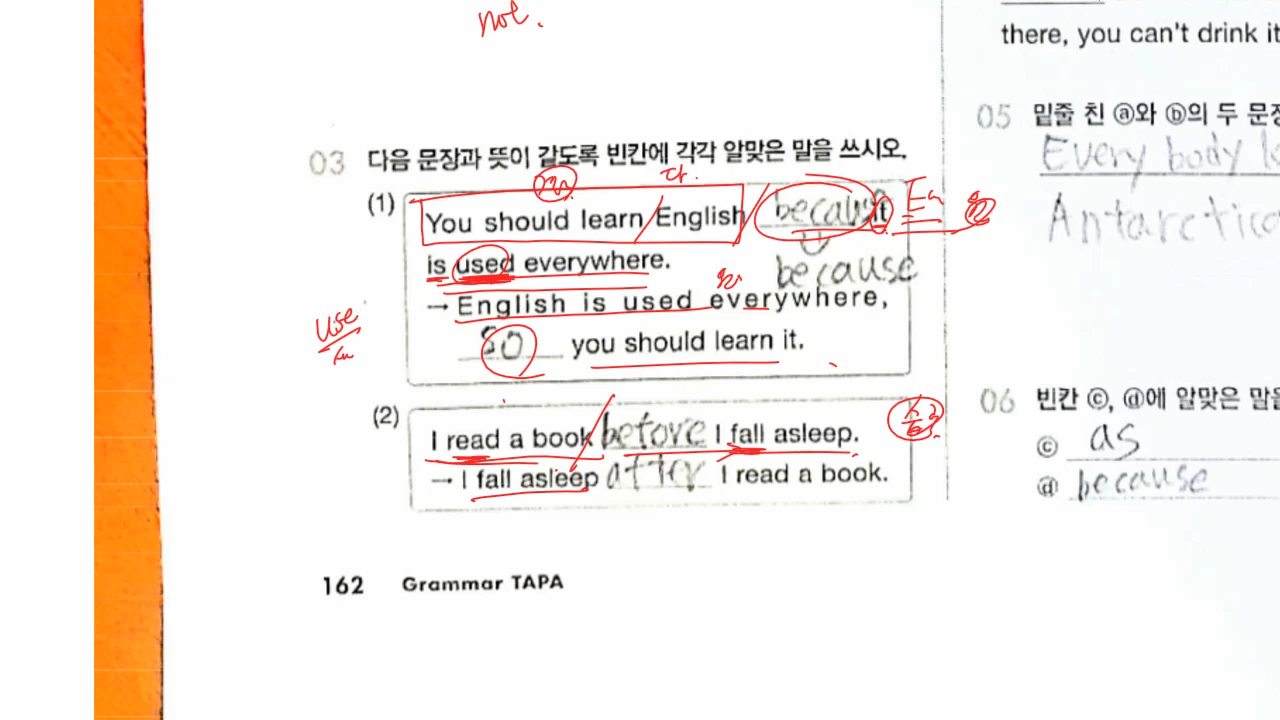 not.
there, you can't drink it
03 다음 문장과 뜻이 같도록 빈칸에 각각 알맞은 말을 쓰시오.
(1) You should learn English because it
is used everywhere. because
→ English is used everywhere,
so you should learn it.
use
(2) I read a book before I fall asleep.
→ I fall asleep after I read a book.
162 Grammar TAPA
05 밑줄 친 ⓐ와 ⓑ의 두 문장
Every body
Antarctica
06 빈칸 ⓒ, ⓓ에 알맞은 말을
ⓒ as
ⓓ because